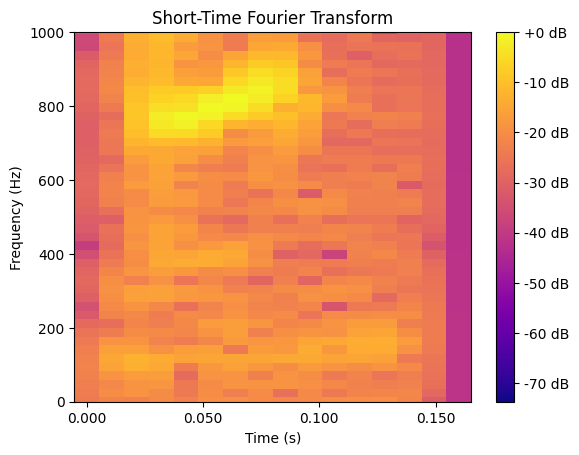 Short-Time Fourier Transform
Frequency (Hz)
1000
800
600
400
200
0
0.000
0.050
0.100
0.150
Time (s)
+0 dB
-10 dB
-20 dB
-30 dB
-40 dB
-50 dB
-60 dB
-70 dB